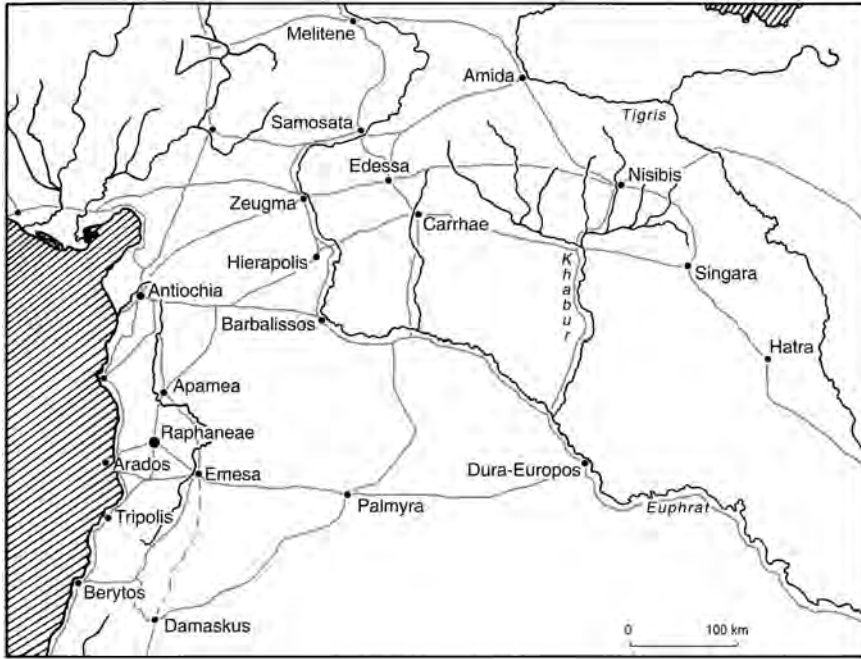 Melitene
Amida
Tigris
Samosata
Edessa
Nisibis
Zeugma
Carrhae
Hierapolis
Khabur
Singara
Antiochia
Barbalissos
Hatra
Apamea
Raphaneae
Arados
Emesa
Dura-Europos
Palmyra
Euphrat
Tripolis
Berytos
Damaskus
0 100 km